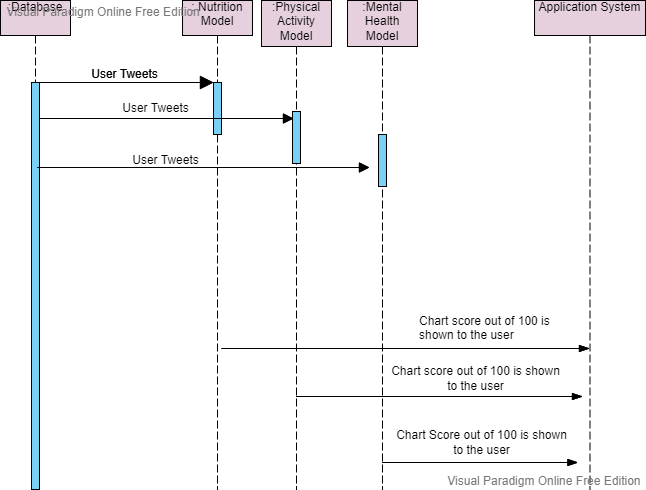 :Database
Visual Paradigm Online Free Edition
:Nutrition
Model
:Physical
Activity
Model
:Mental
Health
Model
Application System
User Tweets
User Tweets
User Tweets
Chart score out of 100 is
shown to the user
Chart score out of 100 is shown
to the user
Chart Score out of 100 is shown
to the user
Visual Paradigm Online Free Edition